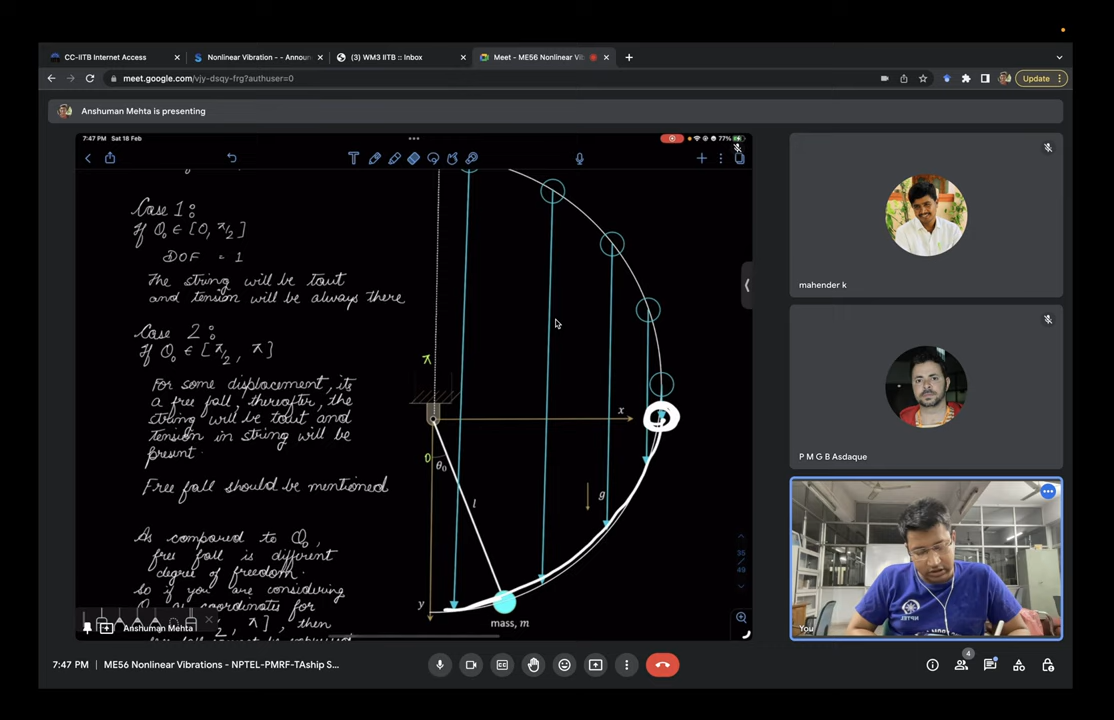 CC-IITB Internet Access
Nonlinear Vibration - - Announ
(3) WM3 IITB :: Inbox
Meet - ME56 Nonlinear Vib
meet.google.com/vjy-dsqy-frg?authuser=0
Update
Anshuman Mehta is presenting
7:47 PM Sat 18 Feb
77%
Case 1:
If θ₀ ∈ [0, π/2]
DOF = 1
The string will be taut
and tension will be always there
Case 2:
If θ₀ ∈ [π/2, π]
For some displacement, its
a free fall, thereafter, the
string will be taut and
tension in string will be
present.
Free fall should be mentioned
As compared to θ₀,
free fall is different
degree of freedom.
So if you are considering
as coordinates for
π], then
π
x
0
θ₀
l
g
y
mass, m
35
49
Anshuman Mehta
mahender k
P M G B Asdaque
You
7:47 PM | ME56 Nonlinear Vibrations - NPTEL-PMRF-TAship S...
CC
4